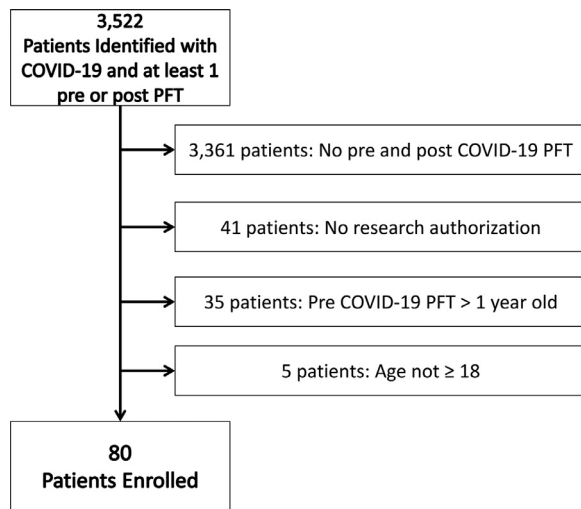 3,522
Patients Identified with
COVID-19 and at least 1
pre or post PFT
3,361 patients: No pre and post COVID-19 PFT
41 patients: No research authorization
35 patients: Pre COVID-19 PFT > 1 year old
5 patients: Age not ≥ 18
80
Patients Enrolled